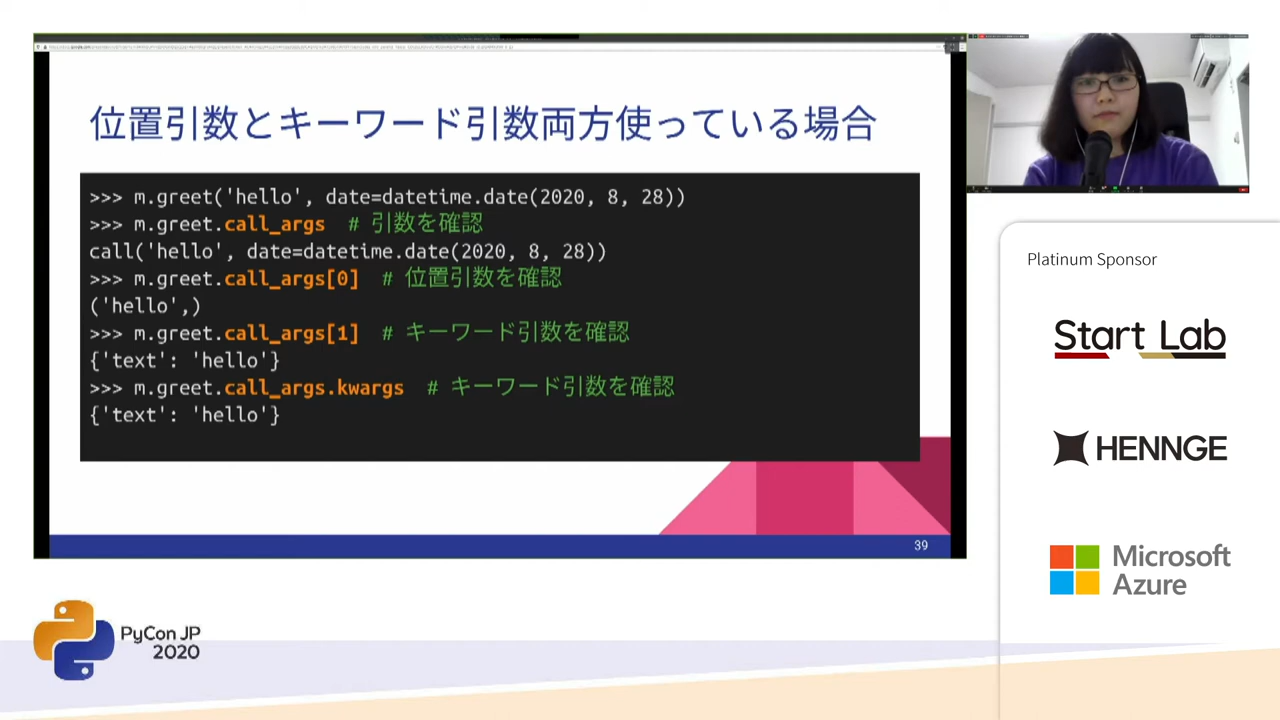 位置引数とキーワード引数両方使っている場合
>>> m.greet('hello', date=datetime.date(2020, 8, 28))
>>> m.greet.call_args  # 引数を確認
call('hello', date=datetime.date(2020, 8, 28))
>>> m.greet.call_args[0]  # 位置引数を確認
('hello',)
>>> m.greet.call_args[1]  # キーワード引数を確認
{'text': 'hello'}
>>> m.greet.call_args.kwargs  # キーワード引数を確認
{'text': 'hello'}
39
Platinum Sponsor
Start Lab
HENNGE
Microsoft
Azure
PyCon JP
2020